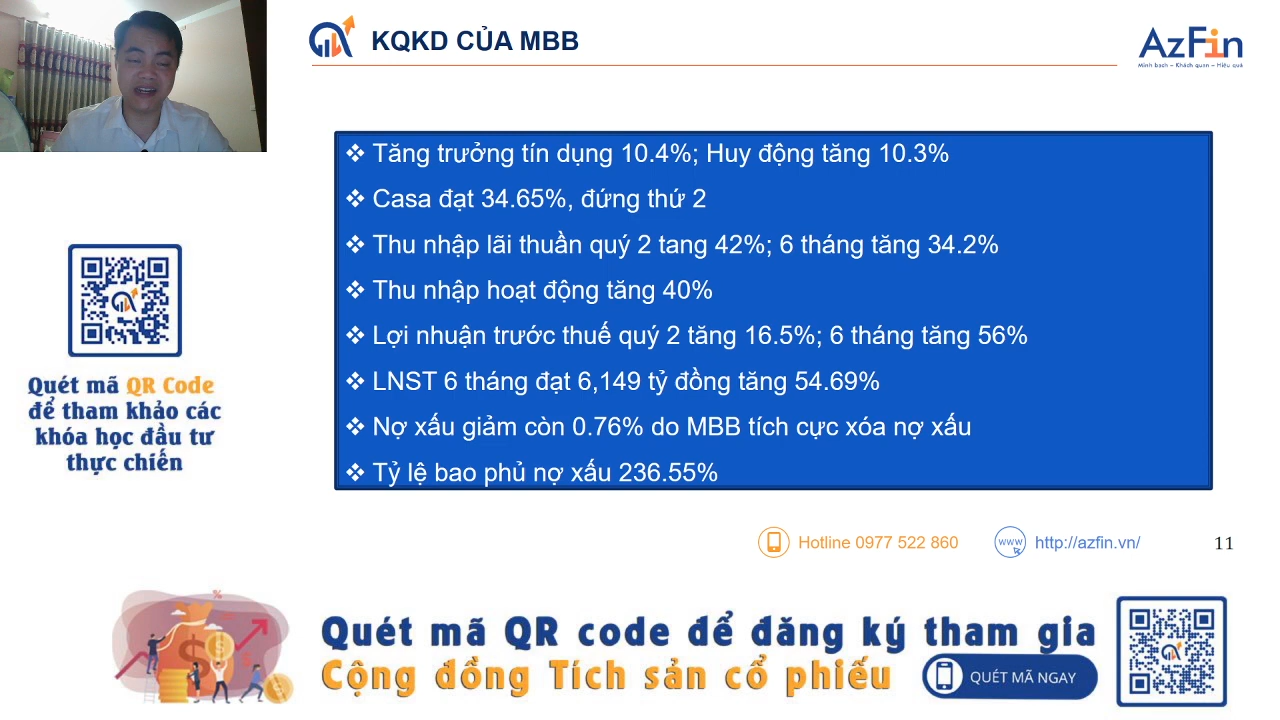 KQKD CỦA MBB
AzFin
Minh bạch – Khách quan – Hiệu quả
❖ Tăng trưởng tín dụng 10.4%; Huy động tăng 10.3%
❖ Casa đạt 34.65%, đứng thứ 2
❖ Thu nhập lãi thuần quý 2 tang 42%; 6 tháng tăng 34.2%
❖ Thu nhập hoạt động tăng 40%
❖ Lợi nhuận trước thuế quý 2 tăng 16.5%; 6 tháng tăng 56%
❖ LNST 6 tháng đạt 6,149 tỷ đồng tăng 54.69%
❖ Nợ xấu giảm còn 0.76% do MBB tích cực xóa nợ xấu
❖ Tỷ lệ bao phủ nợ xấu 236.55%
Quét mã QR Code
để tham khảo các
khóa học đầu tư
thực chiến
Hotline 0977 522 860
www
http://azfin.vn/
11
Quét mã QR code để đăng ký tham gia
Cộng đồng Tích sản cổ phiếu
QUÉT MÃ NGAY